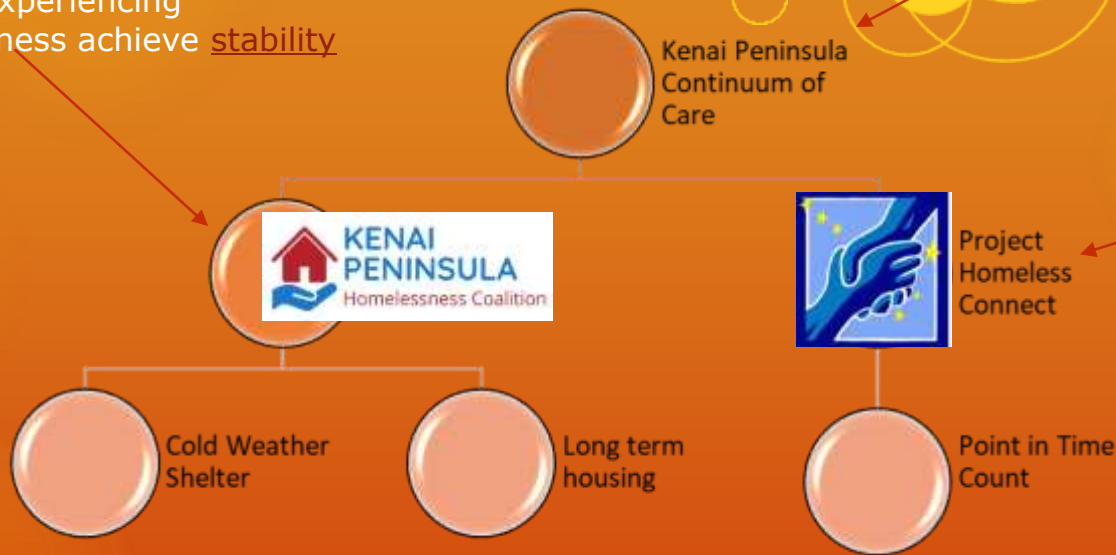 xperiencing
ness achieve stability
Kenai Peninsula
Continuum of
Care
KENAI
PENINSULA
Homelessness Coalition
Project
Homeless
Connect
Cold Weather
Shelter
Long term
housing
Point in Time
Count